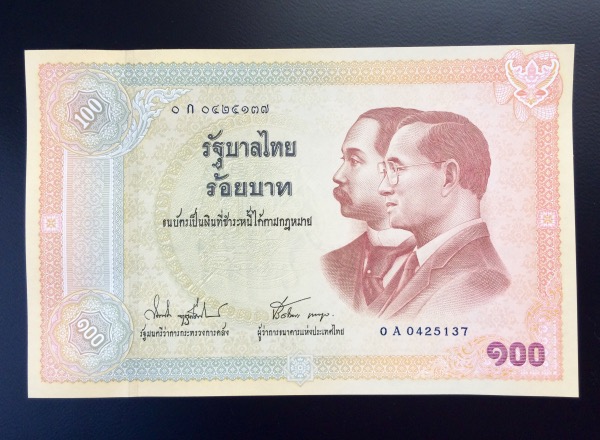 100
๐ ก ๐๔๒๕๑๓๗
รัฐบาลไทย
ร้อยบาท
ธนบัตรเป็นเงินที่ชำระหนี้ได้ตามกฎหมาย
รัฐมนตรีว่าการกระทรวงการคลัง
ผู้ว่าการธนาคารแห่งประเทศไทย
0 A 0425137
๑๐๐
๑๐๐